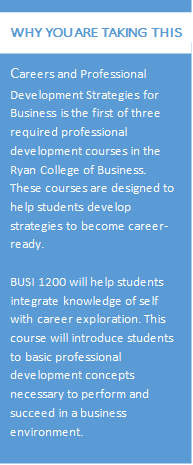 WHY YOU ARE TAKING THIS
Careers and Professional
Development Strategies for
Business is the first of three
required professional
development courses in the
Ryan College of Business.
These courses are designed to
help students develop
strategies to become career-
ready.
BUSI 1200 will help students
integrate knowledge of self
with career exploration. This
course will introduce students
to basic professional
development concepts
necessary to perform and
succeed in a business
environment.